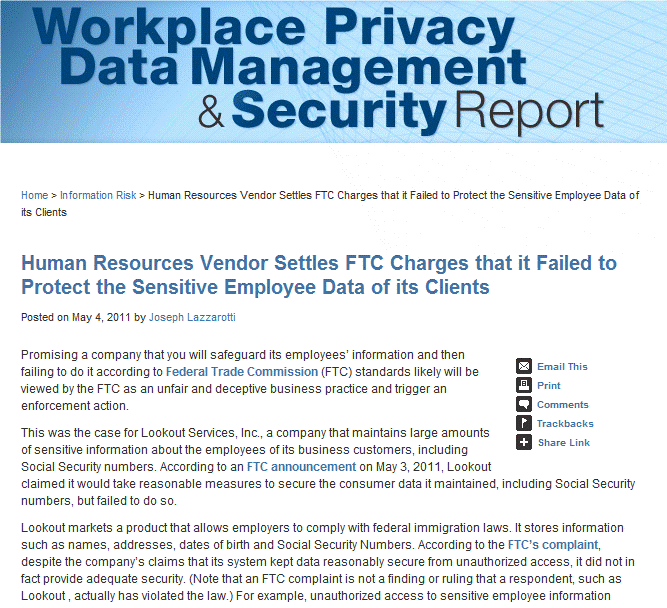 Workplace Privacy
Data Management
& Security Report
Home > Information Risk > Human Resources Vendor Settles FTC Charges that it Failed to Protect the Sensitive Employee Data of
its Clients
Human Resources Vendor Settles FTC Charges that it Failed to
Protect the Sensitive Employee Data of its Clients
Posted on May 4, 2011 by Joseph Lazzarotti
Promising a company that you will safeguard its employees' information and then
failing to do it according to Federal Trade Commission (FTC) standards likely will be
viewed by the FTC as an unfair and deceptive business practice and trigger an
enforcement action.
Email This
Print
Comments
Trackbacks
Share Link
This was the case for Lookout Services, Inc., a company that maintains large amounts
of sensitive information about the employees of its business customers, including
Social Security numbers. According to an FTC announcement on May 3, 2011, Lookout
claimed it would take reasonable measures to secure the consumer data it maintained, including Social Security
numbers, but failed to do so.
Lookout markets a product that allows employers to comply with federal immigration laws. It stores information
such as names, addresses, dates of birth and Social Security Numbers. According to the FTC's complaint,
despite the company's claims that its system kept data reasonably secure from unauthorized access, it did not in
fact provide adequate security. (Note that an FTC complaint is not a finding or ruling that a respondent, such as
Lookout , actually has violated the law.) For example, unauthorized access to sensitive employee information